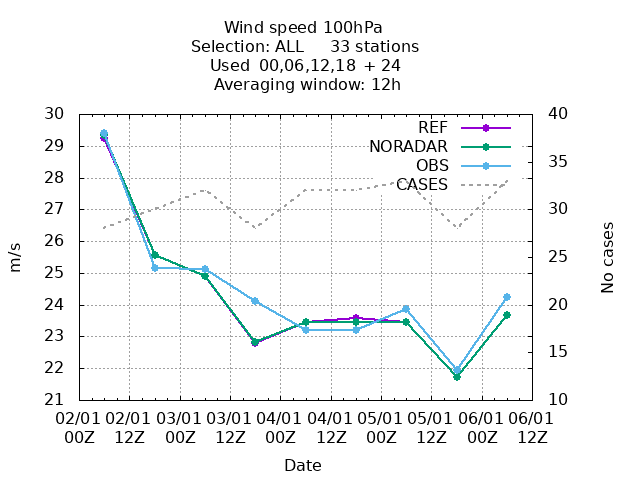 Wind speed 100hPa
Selection: ALL 33 stations
Used 00,06,12,18 + 24
Averaging window: 12h
30
29
28
27
26
25
24
23
22
21
m/s
40
35
30
25
20
15
10
No cases
REF
NORADAR
OBS
CASES
02/01 02/01 03/01 03/01 04/01 04/01 05/01 05/01 06/01 06/01
00Z 12Z 00Z 12Z 00Z 12Z 00Z 12Z 00Z 12Z
Date